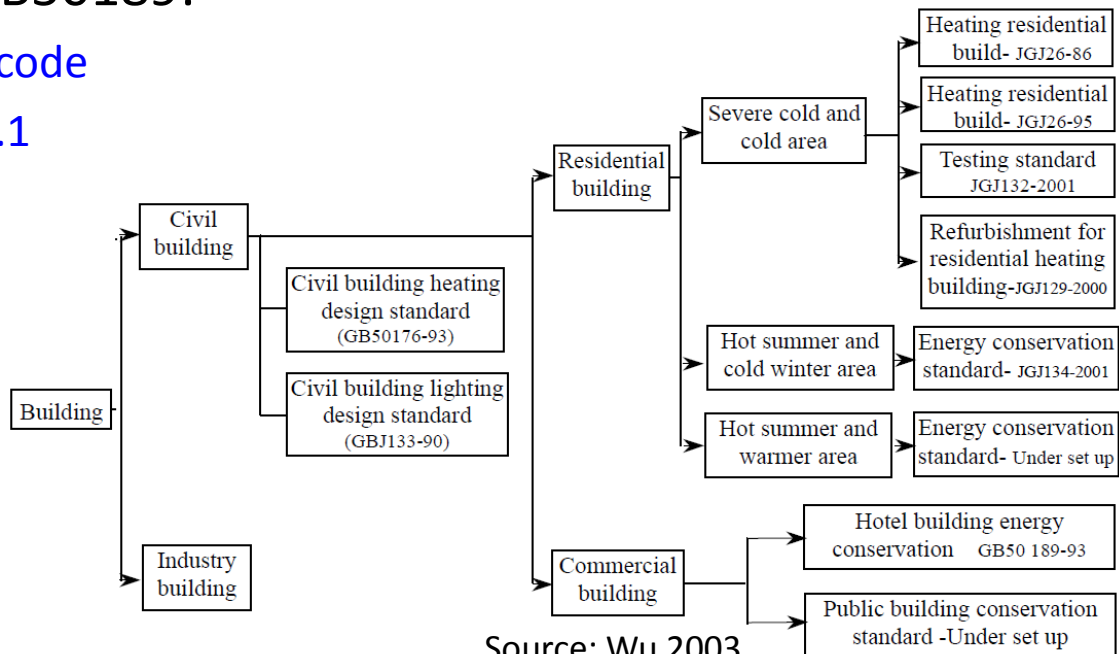 B50189:
code
.1
Building
Civil
building
Industry
building
Civil building heating
design standard
(GB50176-93)
Civil building lighting
design standard
(GBJ133-90)
Residential
building
Commercial
building
Severe cold and
cold area
Hot summer and
cold winter area
Hot summer and
warmer area
Heating residential
build- JGJ26-86
Heating residential
build- JGJ26-95
Testing standard
JGJ132-2001
Refurbishment for
residential heating
building-JGJ129-2000
Energy conservation
standard- JGJ134-2001
Energy conservation
standard- Under set up
Hotel building energy
conservation GB50 189-93
Public building conservation
standard -Under set up
Source: Wu 2003